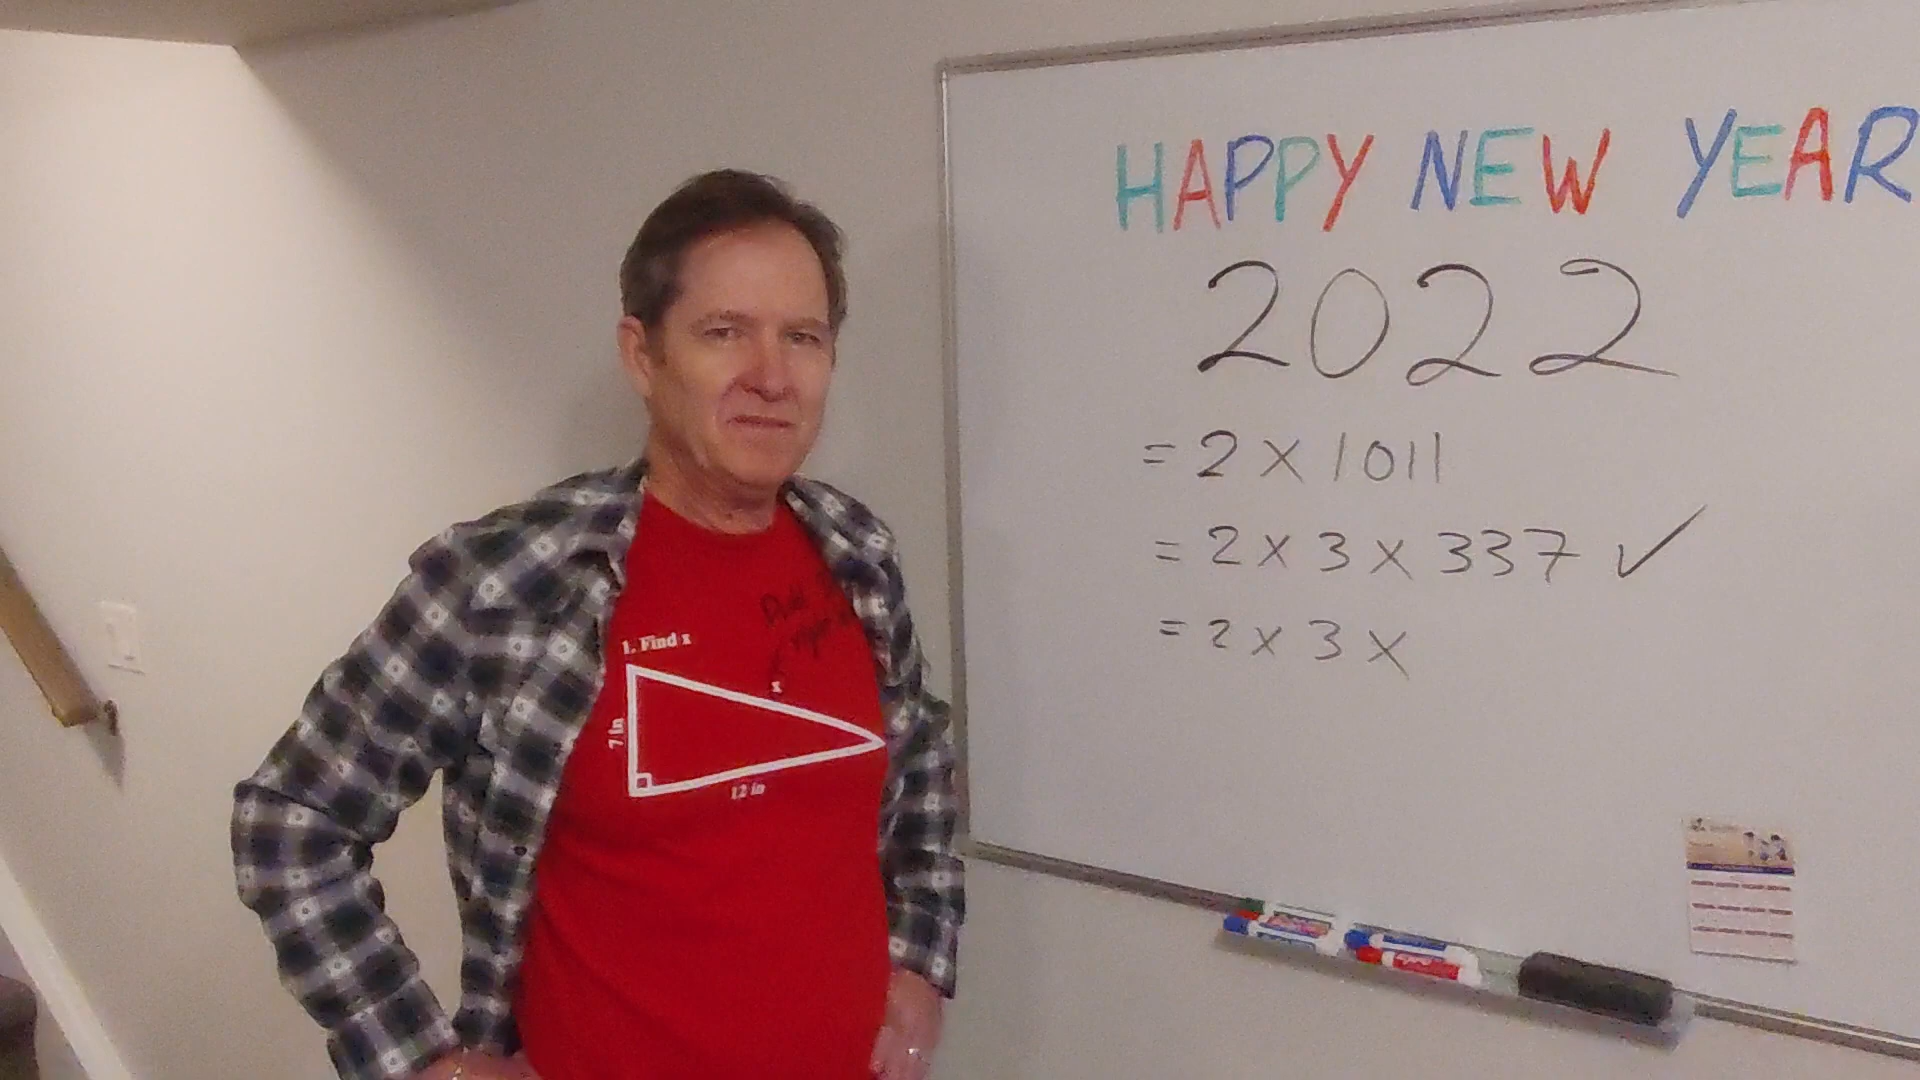 HAPPY NEW YEAR
2022
= 2 × 1011
= 2 × 3 × 337 ✓
= 2 × 3 ×
1. Find x
x
7 in
12 in